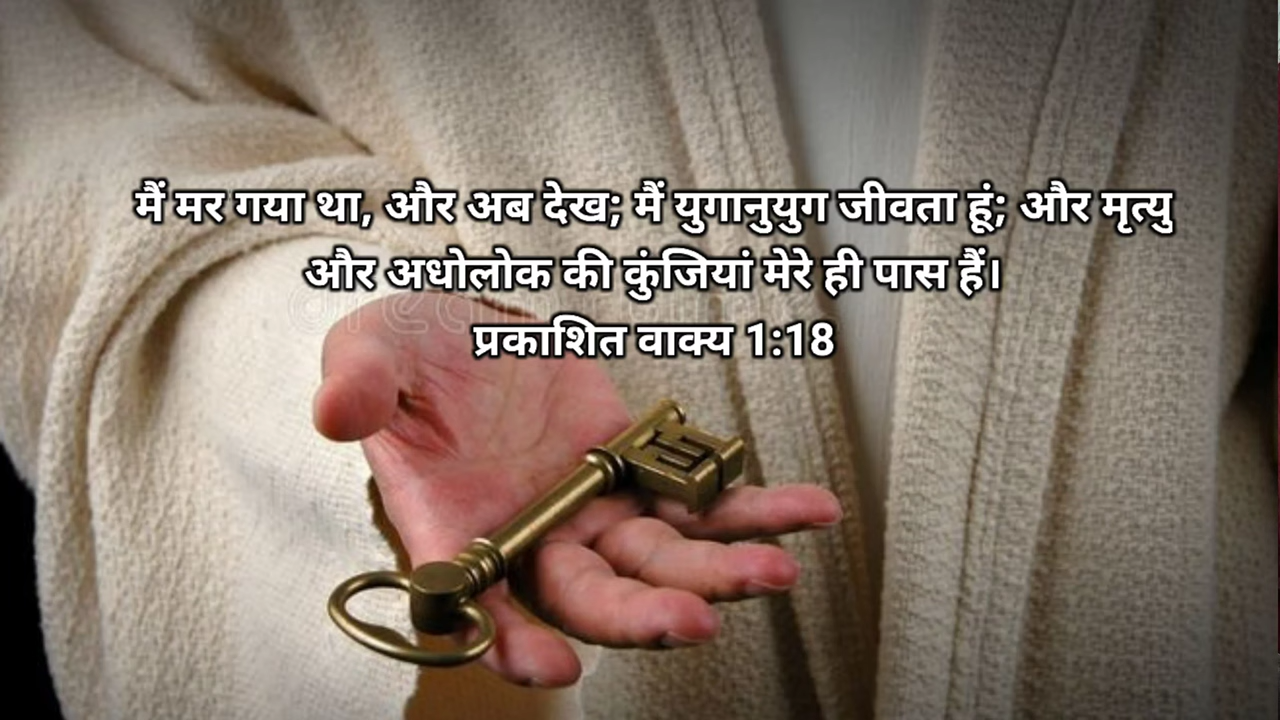 मैं मर गया था, और अब देख; मैं युगानुयुग जीवता हूं; और मृत्यु
और अधोलोक की कुंजियां मेरे ही पास हैं।
प्रकाशित वाक्य 1:18